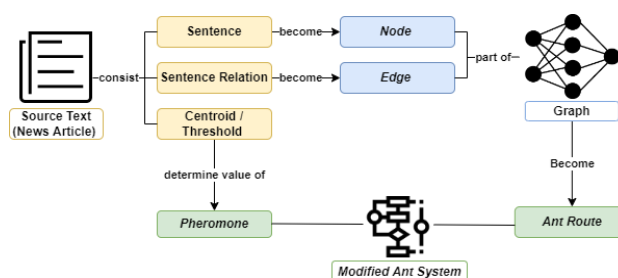 Sentence
become
Node
consist
Sentence Relation
become
Edge
part of
Source Text
(News Article)
Centroid /
Threshold
Graph
determine value of
Become
Pheromone
Ant Route
Modified Ant System